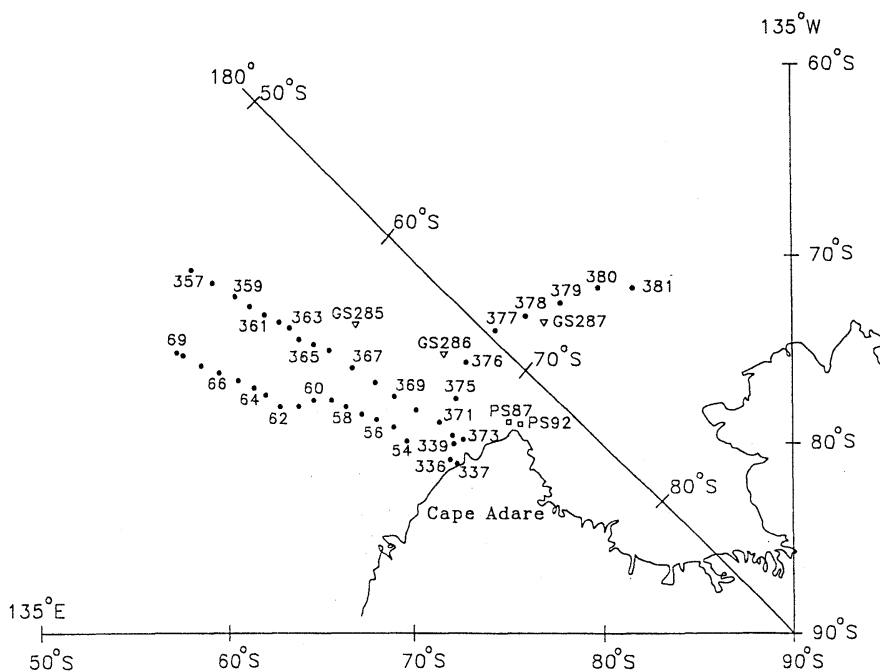 135°W
60°S
180°
50°S
60°S
70°S
380
379
381
378
377
GS287
357
359
361
363
GS285
365
367
GS286
376
70°S
69
66
64
62
60
58
56
54
369
371
375
373
339
336
337
PS87
PS92
80°S
80°S
Cape Adare
135°E
50°S
60°S
70°S
80°S
90°S
90°S